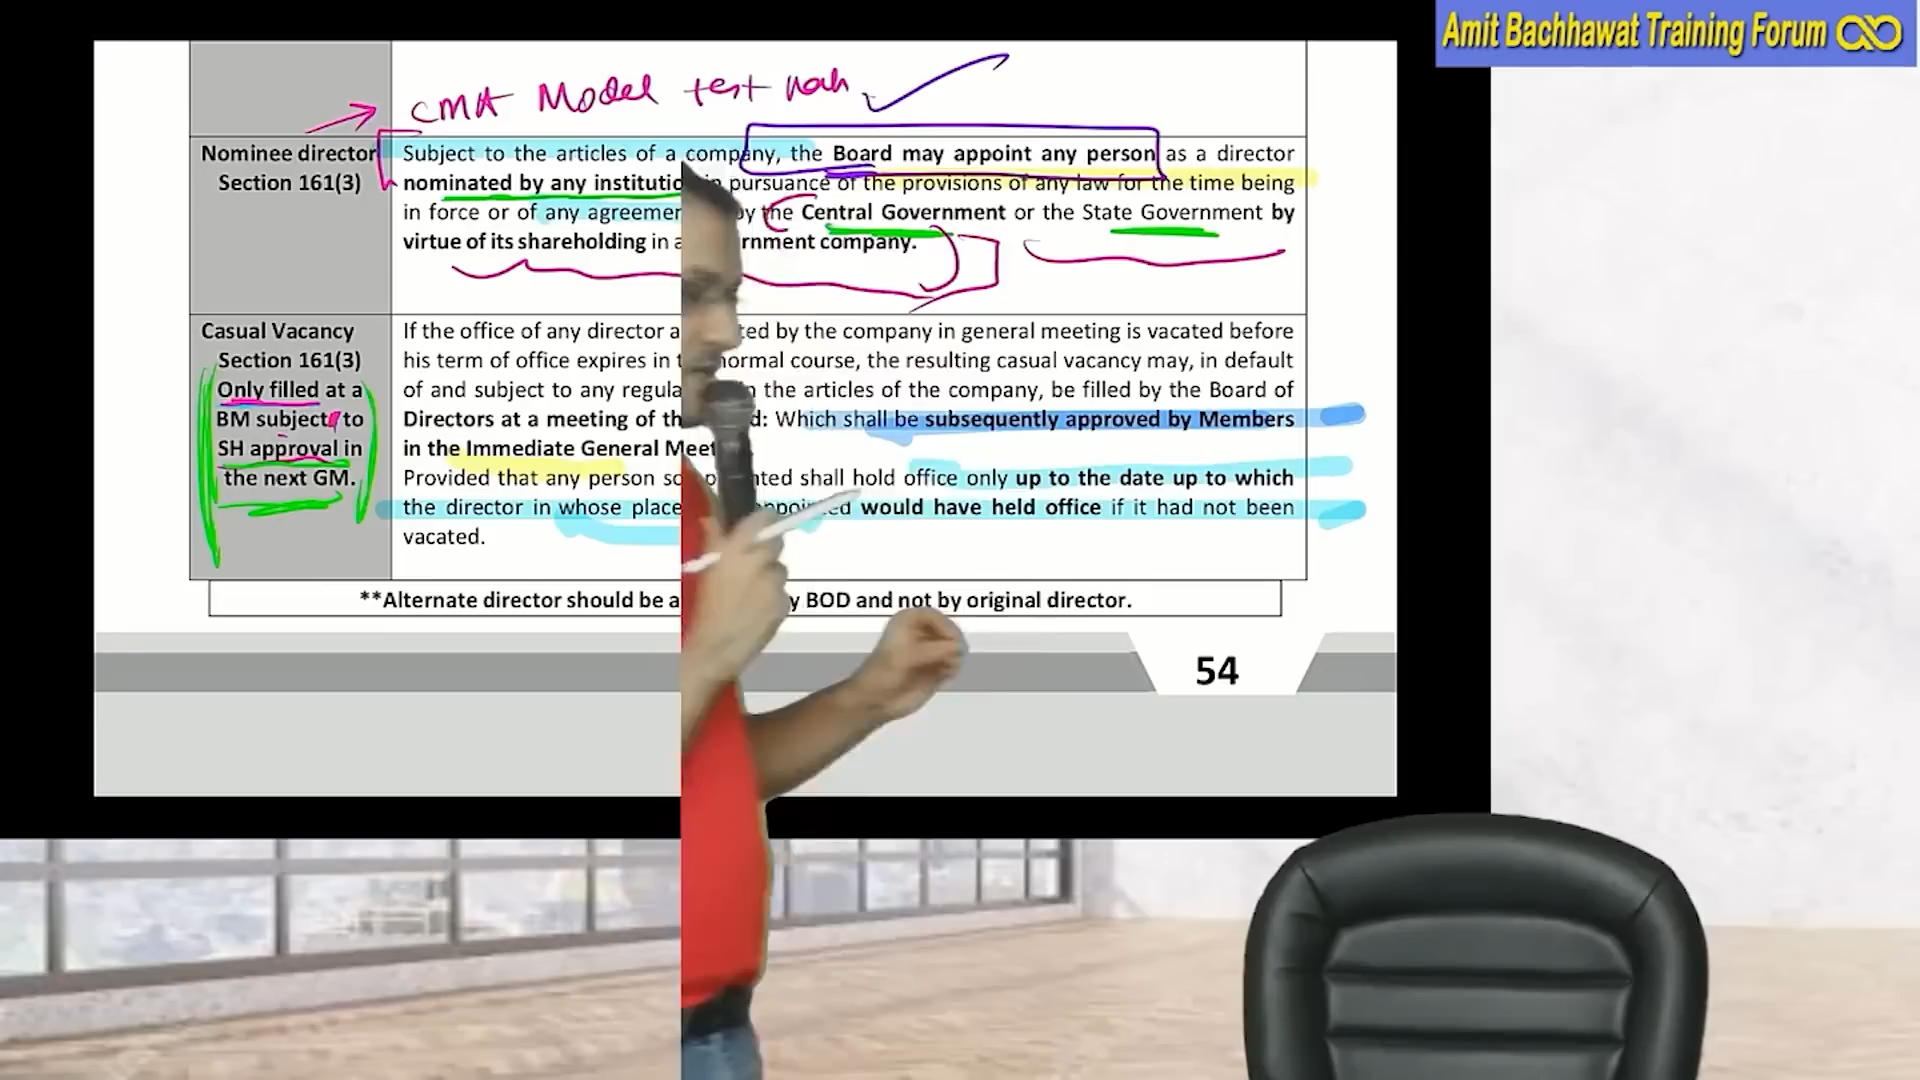 Amit Bachhawat Training Forum
CMA Model test
Nominee director
Section 161(3)
Subject to the articles of a company, the Board may appoint any person as a director
nominated by any institutio pursuance of the provisions of any law for the time being
in force or of any agreemen by the Central Government or the State Government by
virtue of its shareholding in a rnment company.
Casual Vacancy
Section 161(3)
Only filled at a
BM subject to
SH approval in
the next GM.
If the office of any director a ted by the company in general meeting is vacated before
his term of office expires in t normal course, the resulting casual vacancy may, in default
of and subject to any regula n the articles of the company, be filled by the Board of
Directors at a meeting of th d: Which shall be subsequently approved by Members
in the Immediate General Meet
Provided that any person so p nted shall hold office only up to the date up to which
the director in whose place appointed would have held office if it had not been
vacated.
**Alternate director should be a y BOD and not by original director.
54